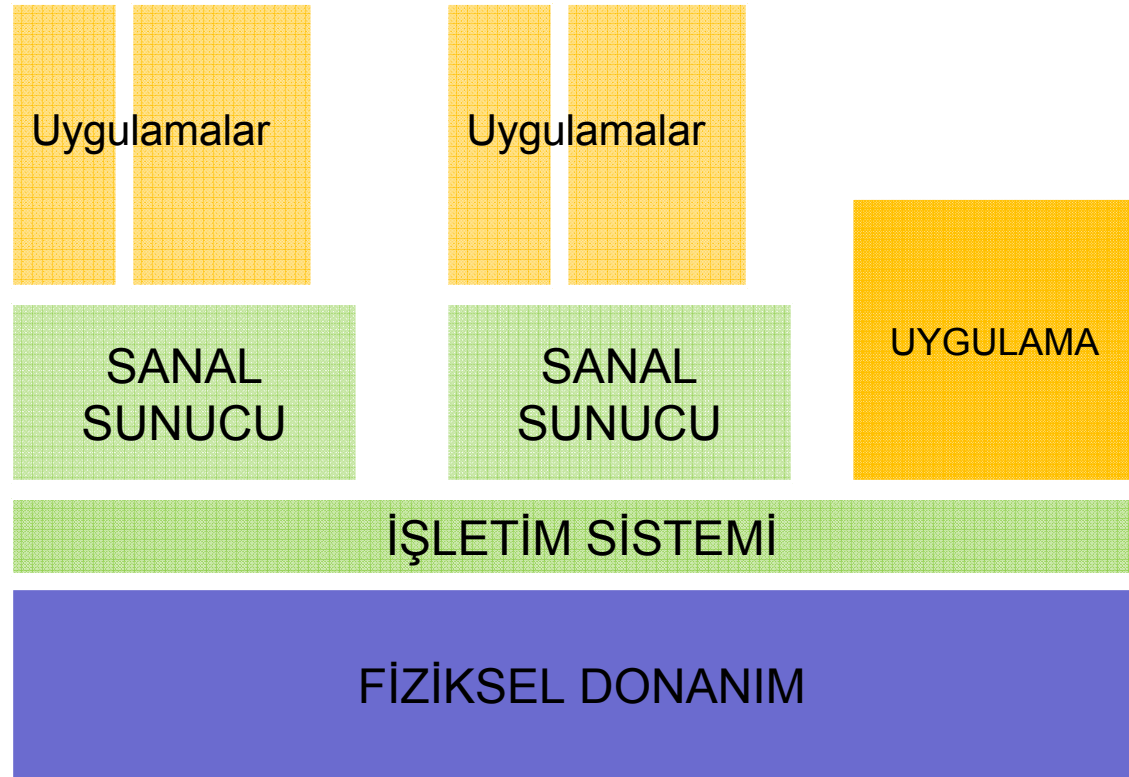 Uygulamalar
Uygulamalar
UYGULAMA
SANAL
SUNUCU
SANAL
SUNUCU
İŞLETİM SİSTEMİ
FİZİKSEL DONANIM